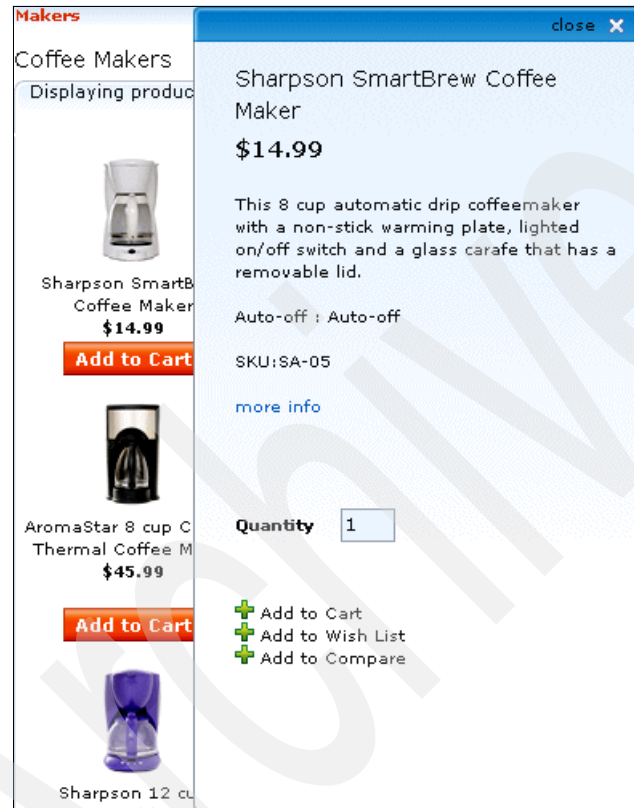 Makers
Coffee Makers
Displaying produc
Sharpson SmartB
Coffee Maker
$14.99
Add to Cart
AromaStar 8 cup C
Thermal Coffee M
$45.99
Add to Cart
Sharpson 12 cu
close
Sharpson SmartBrew Coffee
Maker
$14.99
This 8 cup automatic drip coffeemaker
with a non-stick warming plate, lighted
on/off switch and a glass carafe that has a
removable lid.
Auto-off : Auto-off
SKU:SA-05
more info
Quantity 1
Add to Cart
Add to Wish List
Add to Compare